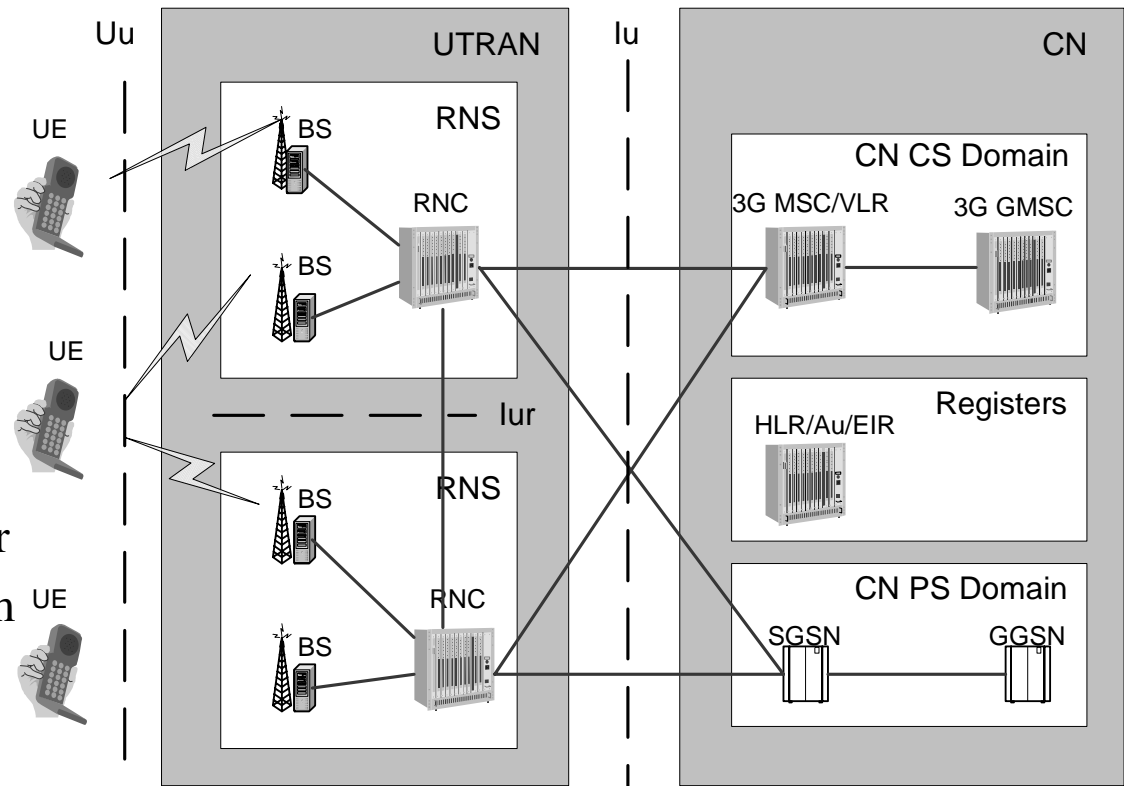 Uu
UTRAN
Iu
CN
UE
BS
RNS
RNC
BS
CN CS Domain
3G MSC/VLR
3G GMSC
UE
Iur
Registers
HLR/Au/EIR
RNS
BS
RNC
BS
CN PS Domain
SGSN
GGSN
r
UE